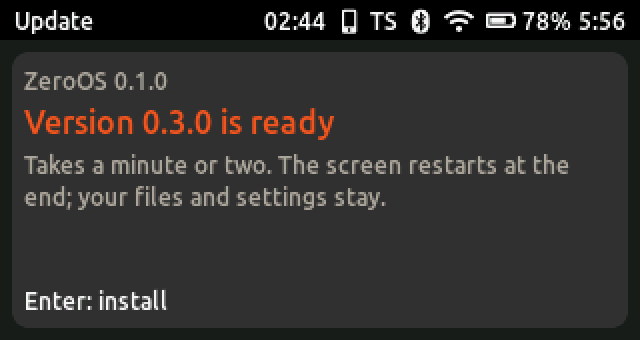 Update 02:44 TS 78% 5:56
ZeroOS 0.1.0
Version 0.3.0 is ready
Takes a minute or two. The screen restarts at the
end; your files and settings stay.
Enter: install